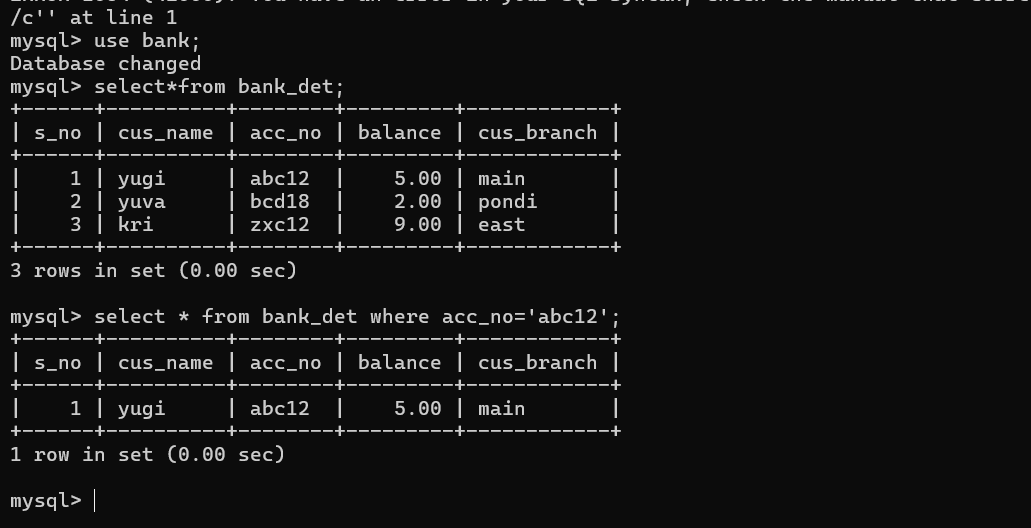 /c'' at line 1
mysql> use bank;
Database changed
mysql> select*from bank_det;
+------+----------+--------+---------+------------+
| s_no | cus_name | acc_no | balance | cus_branch |
+------+----------+--------+---------+------------+
|    1 | yugi     | abc12  |    5.00 | main       |
|    2 | yuva     | bcd18  |    2.00 | pondi      |
|    3 | kri      | zxc12  |    9.00 | east       |
+------+----------+--------+---------+------------+
3 rows in set (0.00 sec)
mysql> select * from bank_det where acc_no='abc12';
+------+----------+--------+---------+------------+
| s_no | cus_name | acc_no | balance | cus_branch |
+------+----------+--------+---------+------------+
|    1 | yugi     | abc12  |    5.00 | main       |
+------+----------+--------+---------+------------+
1 row in set (0.00 sec)
mysql>